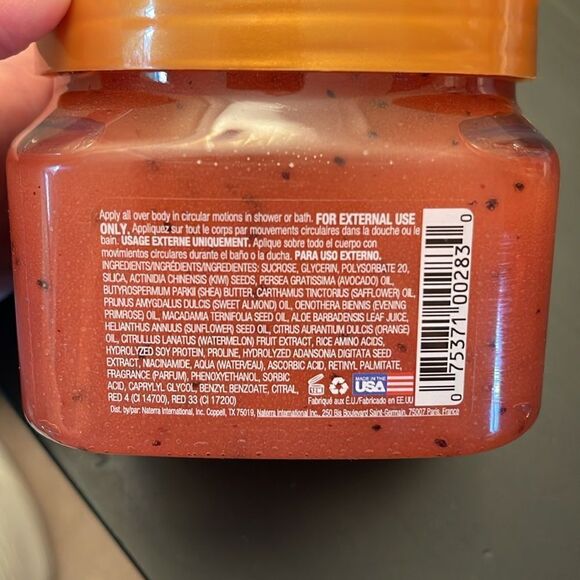 Apply all over body in circular motions in shower or bath. FOR EXTERNAL USE
ONLY. Appliquez sur tout le corps par mouvements circulaires dans la douche ou le
bain. USAGE EXTERNE UNIQUEMENT. Aplique sobre todo el cuerpo con
movimientos circulares durante el baño o la ducha. PARA USO EXTERNO.
INGREDIENTS/INGRÉDIENTS/INGREDIENTES: SUCROSE, GLYCERIN, POLYSORBATE 20,
SILICA, ACTINIDIA CHINENSIS (KIWI) SEEDS, PERSEA GRATISSIMA (AVOCADO) OIL,
BUTYROSPERMUM PARKII (SHEA) BUTTER, CARTHAMUS TINCTORIUS (SAFFLOWER) OIL,
PRUNUS AMYGDALUS DULCIS (SWEET ALMOND) OIL, OENOTHERA BIENNIS (EVENING
PRIMROSE) OIL, MACADAMIA TERNIFOLIA SEED OIL, ALOE BARBADENSIS LEAF JUICE,
HELIANTHUS ANNUUS (SUNFLOWER) SEED OIL, CITRUS AURANTIUM DULCIS (ORANGE)
OIL, CITRULLUS LANATUS (WATERMELON) FRUIT EXTRACT, RICE AMINO ACIDS,
HYDROLYZED SOY PROTEIN, PROLINE, HYDROLYZED ADANSONIA DIGITATA SEED
EXTRACT, NIACINAMIDE, AQUA (WATER/EAU), ASCORBIC ACID, RETINYL PALMITATE,
FRAGRANCE (PARFUM), PHENOXYETHANOL, SORBIC
ACID, CAPRYLYL GLYCOL, BENZYL BENZOATE, CITRAL,
RED 4 (CI 14700), RED 33 (CI 17200)
12M
MADE IN THE
USA
Fabriqué aux É.U./Fabricado en EE.UU
Dist. by/par: Naterra International, Inc. Coppell, TX 75019, Naterra International Inc., 250 Bis Boulevard Saint-Germain, 75007 Paris, France
0 75371 00283 0